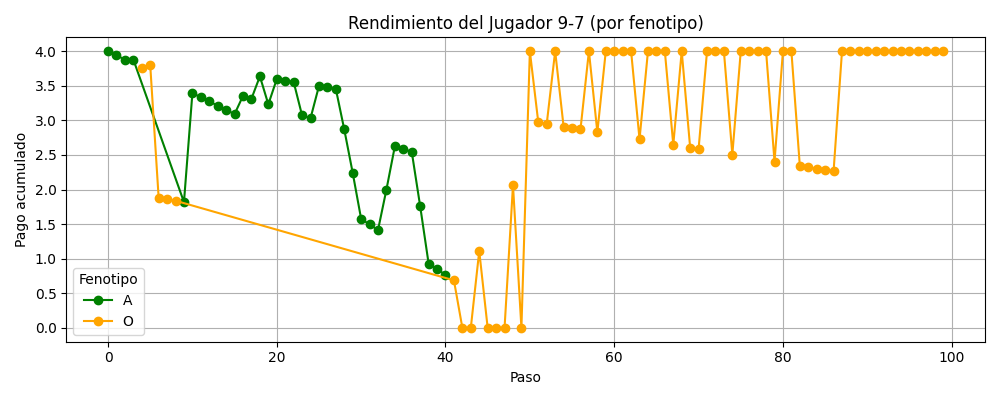 Rendimiento del Jugador 9-7 (por fenotipo)
Pago acumulado
4.0
3.5
3.0
2.5
2.0
1.5
1.0
0.5
0.0
Fenotipo
A
O
0 20 40 60 80 100
Paso